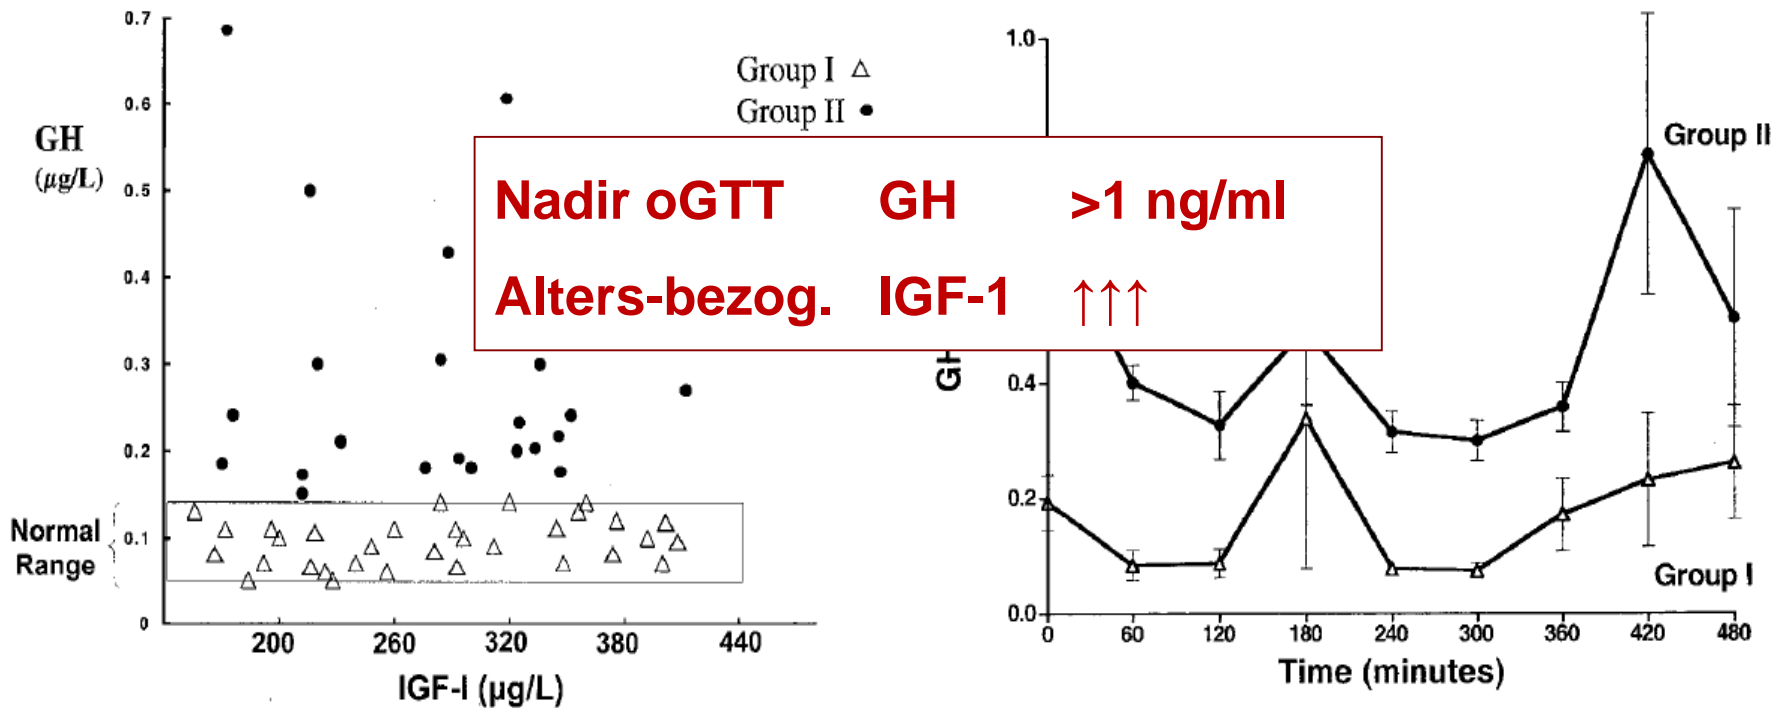 0.7
0.6
GH
(µg/L)
0.5
0.4
0.3
0.2
Normal
Range
0.1
0
200 260 320 380 440
IGF-I (µg/L)
Group I △
Group II ●
Nadir oGTT GH >1 ng/ml
Alters-bezog. IGF-1 ↑↑↑
1.0
0.4
0.2
0.0
0 60 120 180 240 300 360 420 480
Time (minutes)
Group II
Group I